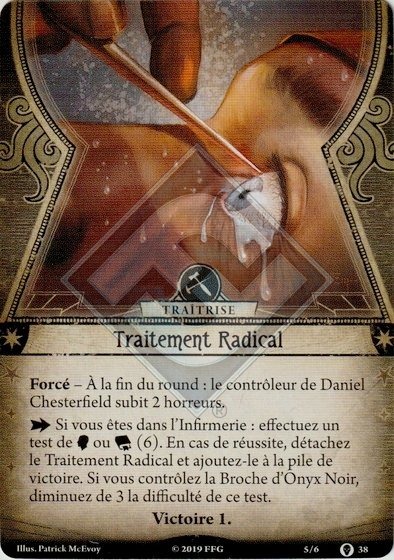 TRAÎTRISE
Traitement Radical
Forcé – À la fin du round : le contrôleur de Daniel
Chesterfield subit 2 horreurs.
Si vous êtes dans l'Infirmerie : effectuez un
test de ou (6). En cas de réussite, détachez
le Traitement Radical et ajoutez-le à la pile de
victoire. Si vous contrôlez la Broche d'Onyx Noir,
diminuez de 3 la difficulté de ce test.
Victoire 1.
Illus. Patrick McEvoy © 2019 FFG 5/6 38